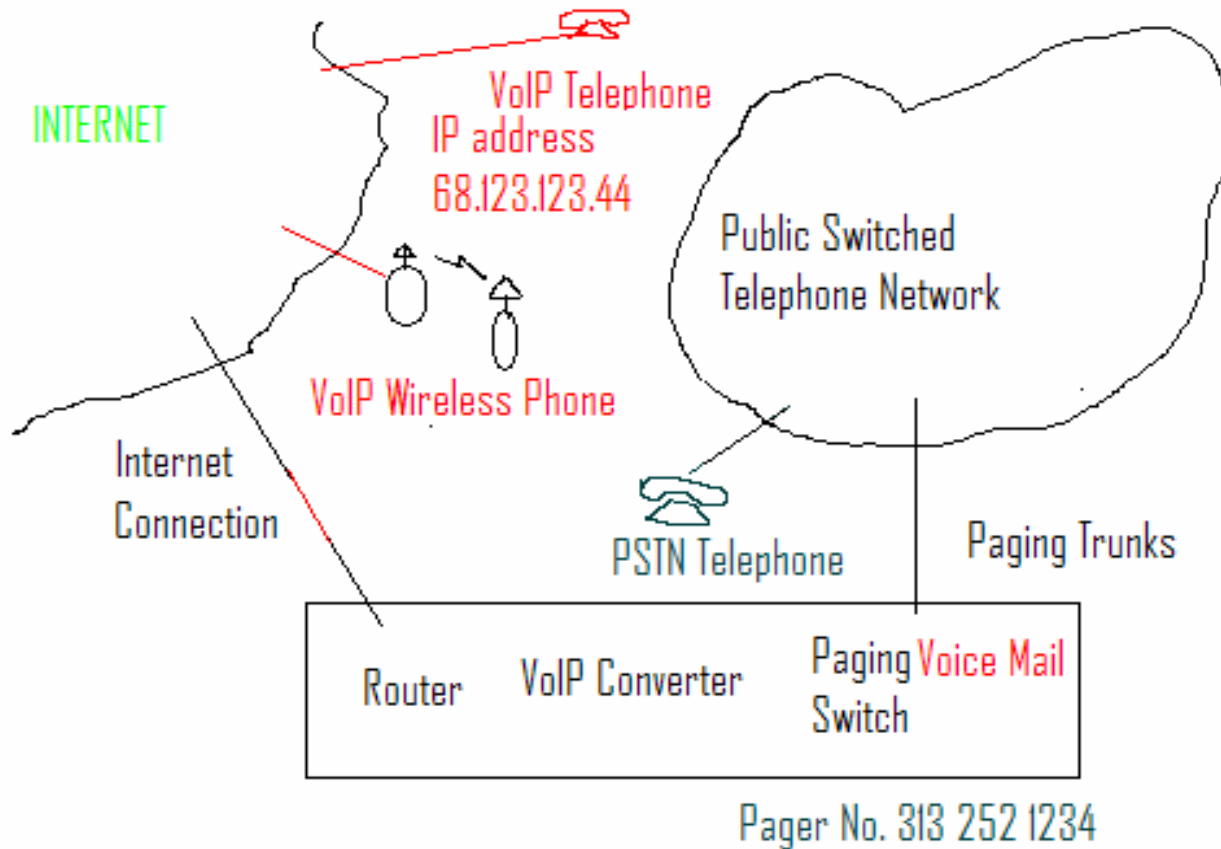 INTERNET
VoIP Telephone
IP address
68.123.123.44
Public Switched
Telephone Network
VoIP Wireless Phone
Internet
Connection
PSTN Telephone
Paging Trunks
Router
VoIP Converter
Paging Voice Mail
Switch
Pager No. 313 252 1234